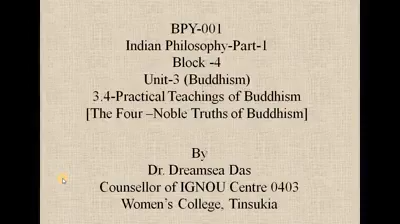 BPY-001
Indian Philosophy-Part-1
Block -4
Unit-3 (Buddhism)
3.4-Practical Teachings of Buddhism
[The Four –Noble Truths of Buddhism]
By
Dr. Dreamsea Das
Counsellor of IGNOU Centre 0403
Women's College, Tinsukia